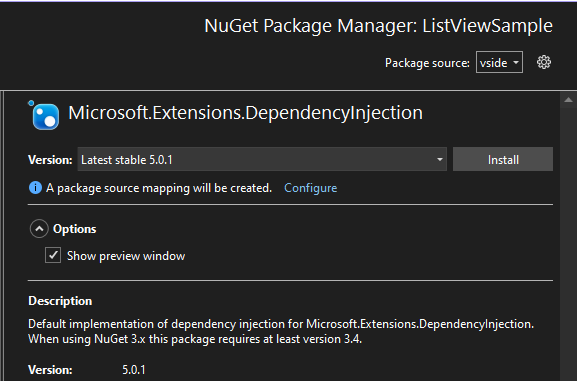 NuGet Package Manager: ListViewSample
Package source: vside
Microsoft.Extensions.DependencyInjection
Version: Latest stable 5.0.1 Install
A package source mapping will be created. Configure
Options
Show preview window
Description
Default implementation of dependency injection for Microsoft.Extensions.DependencyInjection.
When using NuGet 3.x this package requires at least version 3.4.
Version: 5.0.1